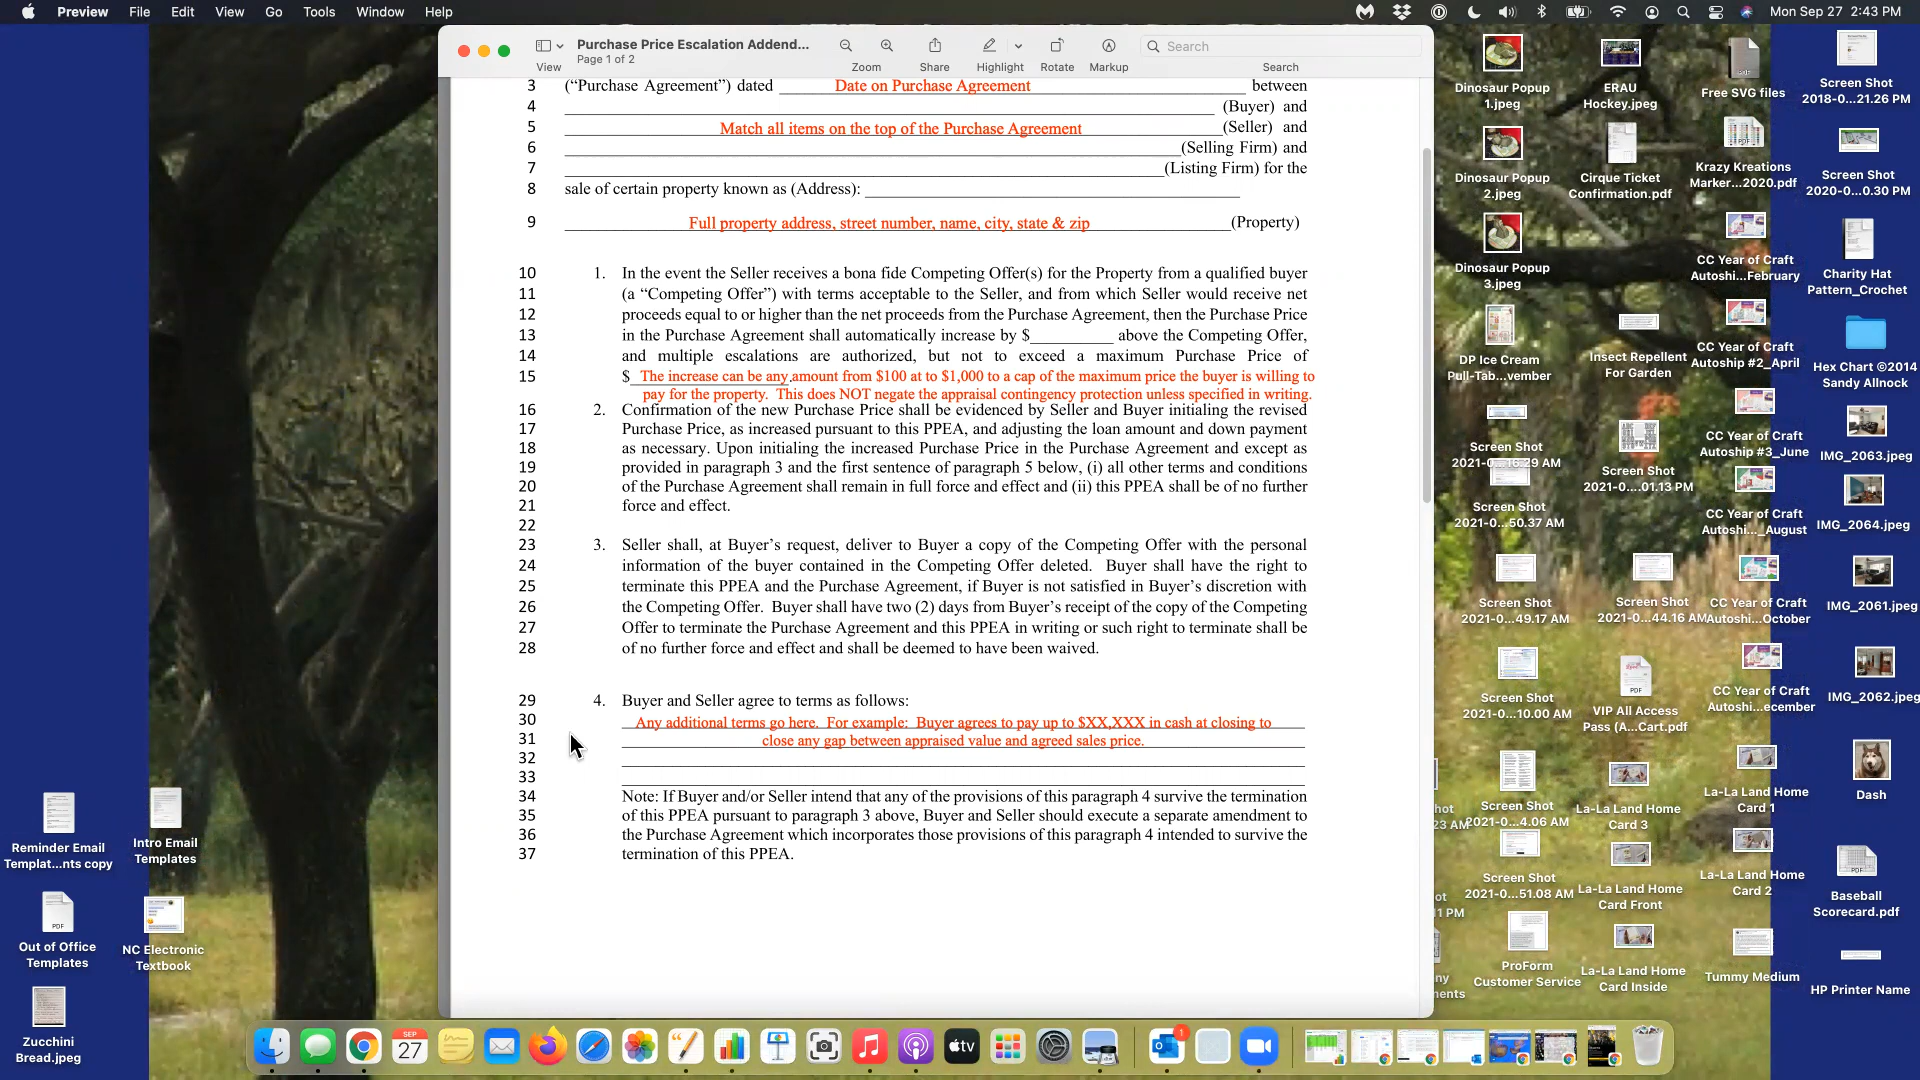 Preview File Edit View Go Tools Window Help
Mon Sep 27 2:43 PM
Purchase Price Escalation Addend...
Page 1 of 2
View Zoom Share Highlight Rotate Markup Search
Search
3 (“Purchase Agreement”) dated Date on Purchase Agreement between
4 (Buyer) and
5 Match all items on the top of the Purchase Agreement (Seller) and
6 (Selling Firm) and
7 (Listing Firm) for the
8 sale of certain property known as (Address):
9 Full property address, street number, name, city, state & zip (Property)
10 1. In the event the Seller receives a bona fide Competing Offer(s) for the Property from a qualified buyer
11 (a “Competing Offer”) with terms acceptable to the Seller, and from which Seller would receive net
12 proceeds equal to or higher than the net proceeds from the Purchase Agreement, then the Purchase Price
13 in the Purchase Agreement shall automatically increase by $ above the Competing Offer,
14 and multiple escalations are authorized, but not to exceed a maximum Purchase Price of
15 $ The increase can be any.amount from $100 at to $1,000 to a cap of the maximum price the buyer is willing to
pay for the property. This does NOT negate the appraisal contingency protection unless specified in writing.
16 2. Confirmation of the new Purchase Price shall be evidenced by Seller and Buyer initialing the revised
17 Purchase Price, as increased pursuant to this PPEA, and adjusting the loan amount and down payment
18 as necessary. Upon initialing the increased Purchase Price in the Purchase Agreement and except as
19 provided in paragraph 3 and the first sentence of paragraph 5 below, (i) all other terms and conditions
20 of the Purchase Agreement shall remain in full force and effect and (ii) this PPEA shall be of no further
21 force and effect.
22
23 3. Seller shall, at Buyer’s request, deliver to Buyer a copy of the Competing Offer with the personal
24 information of the buyer contained in the Competing Offer deleted. Buyer shall have the right to
25 terminate this PPEA and the Purchase Agreement, if Buyer is not satisfied in Buyer’s discretion with
26 the Competing Offer. Buyer shall have two (2) days from Buyer’s receipt of the copy of the Competing
27 Offer to terminate the Purchase Agreement and this PPEA in writing or such right to terminate shall be
28 of no further force and effect and shall be deemed to have been waived.
29 4. Buyer and Seller agree to terms as follows:
30 Any additional terms go here. For example: Buyer agrees to pay up to $XX,XXX in cash at closing to
31 close any gap between appraised value and agreed sales price.
32
33
34 Note: If Buyer and/or Seller intend that any of the provisions of this paragraph 4 survive the termination
35 of this PPEA pursuant to paragraph 3 above, Buyer and Seller should execute a separate amendment to
36 the Purchase Agreement which incorporates those provisions of this paragraph 4 intended to survive the
37 termination of this PPEA.
Reminder Email
Templat...nts copy
Intro Email
Templates
PDF
Out of Office
Templates
NC Electronic
Textbook
Zucchini
Bread.jpeg
Dinosaur Popup
1.jpeg
Dinosaur Popup
2.jpeg
Dinosaur Popup
3.jpeg
DP Ice Cream
Pull-Tab...vember
Screen Shot
2021-0...16.29 AM
Screen Shot
2021-0...50.37 AM
Screen Shot
2021-0...49.17 AM
Screen Shot
2021-0...10.00 AM
Screen Shot
2021-0...4.06 AM
Screen Shot
2021-0...51.08 AM
ProForm
Customer Service
ERAU
Hockey.jpeg
Cirque Ticket
Confirmation.pdf
Insect Repellent
For Garden
Screen Shot
2021-0....01.13 PM
Screen Shot
2021-0...44.16 AM
PDF
VIP All Access
Pass (A...Cart.pdf
La-La Land Home
Card 3
La-La Land Home
Card Front
La-La Land Home
Card Inside
Free SVG files
PDF
Krazy Kreations
Marker...2020.pdf
CC Year of Craft
Autoshi...February
CC Year of Craft
Autoship #2_April
CC Year of Craft
Autoship #3_June
CC Year of Craft
Autoshi..._August
CC Year of Craft
Autoshi...October
CC Year of Craft
Autoshi...ecember
La-La Land Home
Card 1
La-La Land Home
Card 2
Tummy Medium
Screen Shot
2018-0...21.26 PM
Screen Shot
2020-0...0.30 PM
Charity Hat
Pattern_Crochet
Hex Chart ©2014
Sandy Allnock
IMG_2063.jpeg
IMG_2064.jpeg
IMG_2061.jpeg
IMG_2062.jpeg
Dash
PDF
Baseball
Scorecard.pdf
HP Printer Name
SEP
27
tv
1